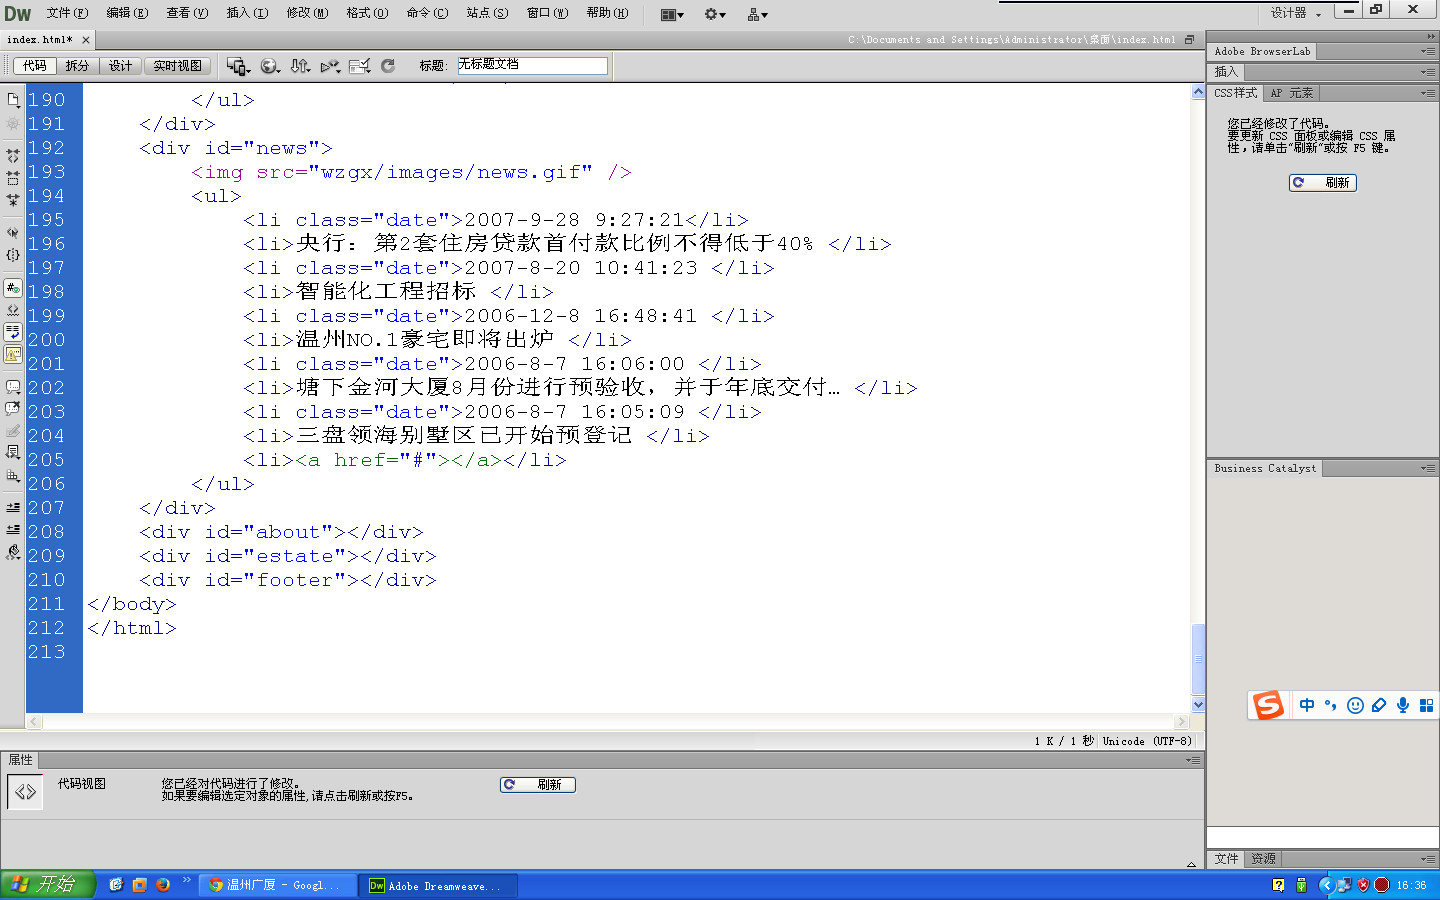 Dw 文件(F) 编辑(E) 查看(V) 插入(I) 修改(M) 格式(O) 命令(C) 站点(S) 窗口(W) 帮助(H) 设计器
index.html* C:\Documents and Settings\Administrator\桌面\index.html
代码 拆分 设计 实时视图 标题: 无标题文档
190 </ul>
191 </div>
192 <div id="news">
193 <img src="wzgx/images/news.gif" />
194 <ul>
195 <li class="date">2007-9-28 9:27:21</li>
196 <li>央行: 第2套住房贷款首付款比例不得低于40% </li>
197 <li class="date">2007-8-20 10:41:23 </li>
198 <li>智能化工程招标 </li>
199 <li class="date">2006-12-8 16:48:41 </li>
200 <li>温州NO.1豪宅即将出炉 </li>
201 <li class="date">2006-8-7 16:06:00 </li>
202 <li>塘下金河大厦8月份进行预验收, 并于年底交付… </li>
203 <li class="date">2006-8-7 16:05:09 </li>
204 <li>三盘领海别墅区已开始预登记 </li>
205 <li><a href="#"></a></li>
206 </ul>
207 </div>
208 <div id="about"></div>
209 <div id="estate"></div>
210 <div id="footer"></div>
211 </body>
212 </html>
213
1 K / 1 秒 Unicode (UTF-8)
属性
代码视图
您已经对代码进行了修改。
如果要编辑选定对象的属性,请点击刷新或按F5。
刷新
Adobe BrowserLab
插入
CSS样式 AP 元素
您已经修改了代码。
要更新 CSS 面板或编辑 CSS 属
性,请单击“刷新”或按 F5 键。
刷新
Business Catalyst
中
文件 资源
开始 温州广厦 - Googl... Adobe Dreamweave... 16:36